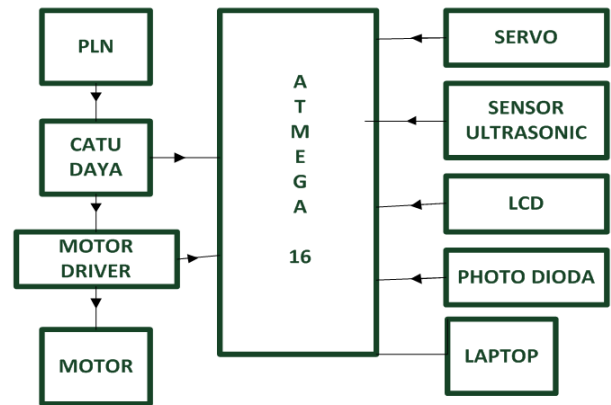 PLN
CATU
DAYA
MOTOR
DRIVER
MOTOR
A
T
M
E
G
A
16
SERVO
SENSOR
ULTRASONIC
LCD
PHOTO DIODA
LAPTOP